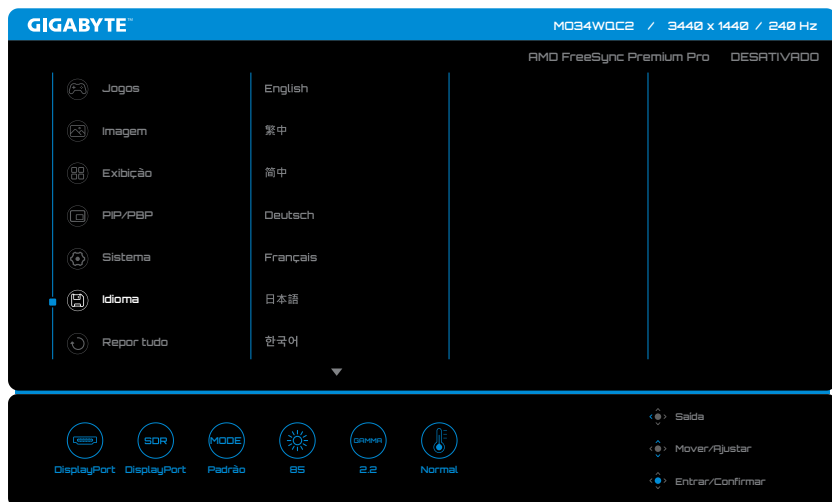 GIGABYTE™
MO34WQC2 / 3440 x 1440 / 240 Hz
AMD FreeSync Premium Pro DESATIVADO
Jogos
Imagem
Exibição
PIP/PBP
Sistema
Idioma
Repor tudo
English
繁中
简中
Deutsch
Français
日本語
한국어
SDR
MODE
GAMMA
DisplayPort
DisplayPort
Padrão
85
2.2
Normal
Saída
Mover/Ajustar
Entrar/Confirmar